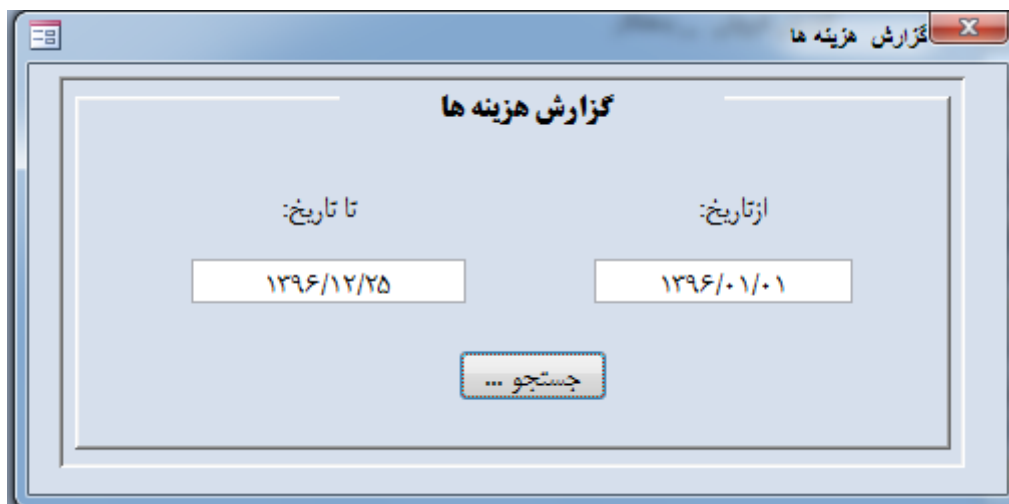 گزارش هزینه ها
گزارش هزینه ها
ازتاریخ:
تا تاریخ:
۱۳۹۶/۰۱/۰۱
۱۳۹۶/۱۲/۲۵
جستجو ...